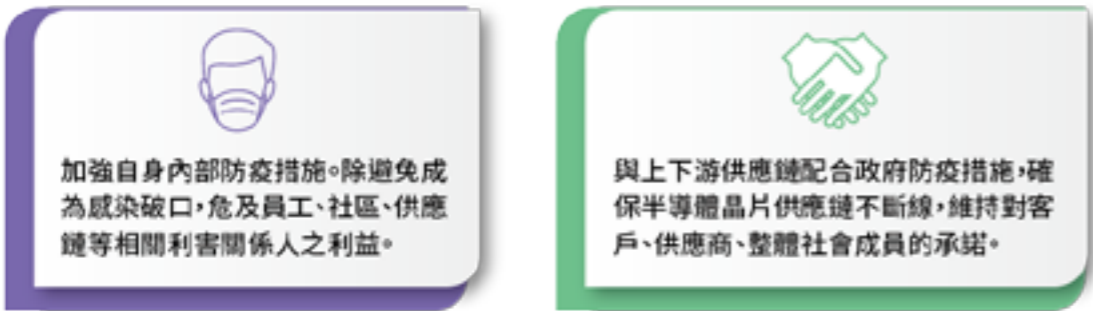 加強自身內部防疫措施。除避免成
為感染破口，危及員工、社區、供應
鏈等相關利害關係人之利益。
與上下游供應鏈配合政府防疫措施，確
保半導體晶片供應鏈不斷線，維持對客
戶、供應商、整體社會成員的承諾。